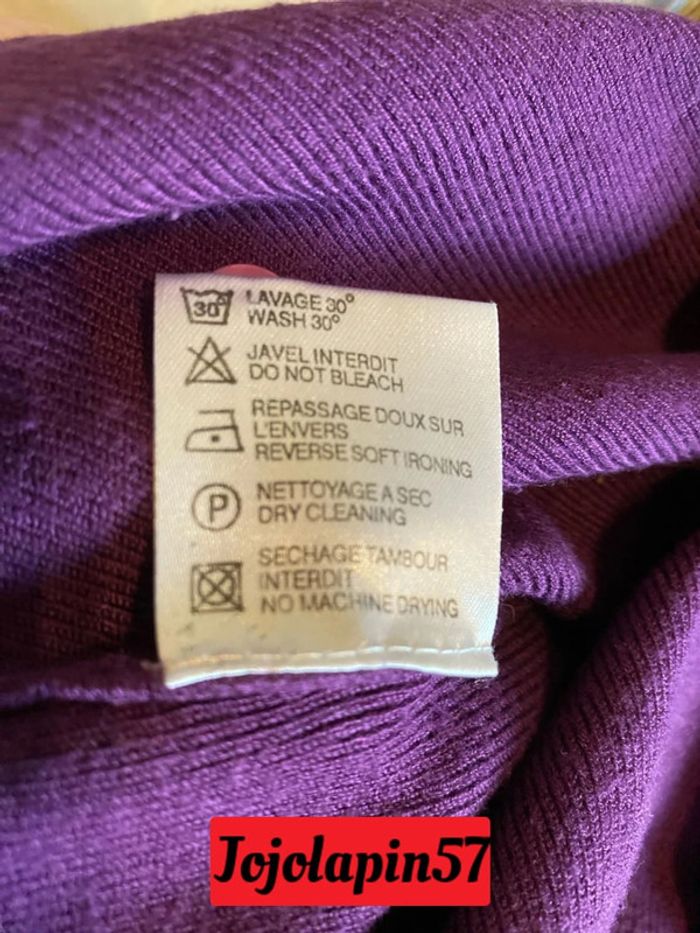 30°
LAVAGE 30°
WASH 30°
JAVEL INTERDIT
DO NOT BLEACH
REPASSAGE DOUX SUR
L'ENVERS
REVERSE SOFT IRONING
P
NETTOYAGE A SEC
DRY CLEANING
SECHAGE TAMBOUR
INTERDIT
NO MACHINE DRYING
Jojolapin57